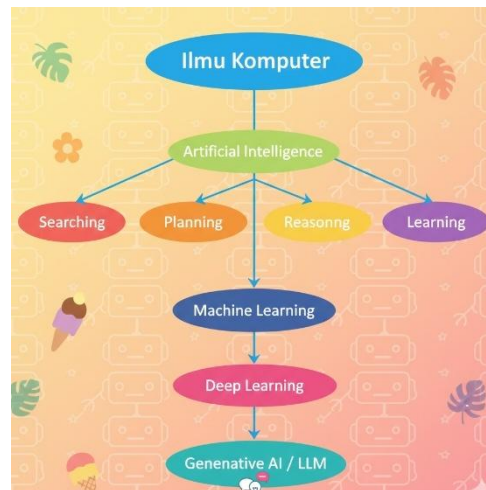 Ilmu Komputer
Artificial Intelligence
Searching
Planning
Reasonng
Learning
Machine Learning
Deep Learning
Genenative AI / LLM